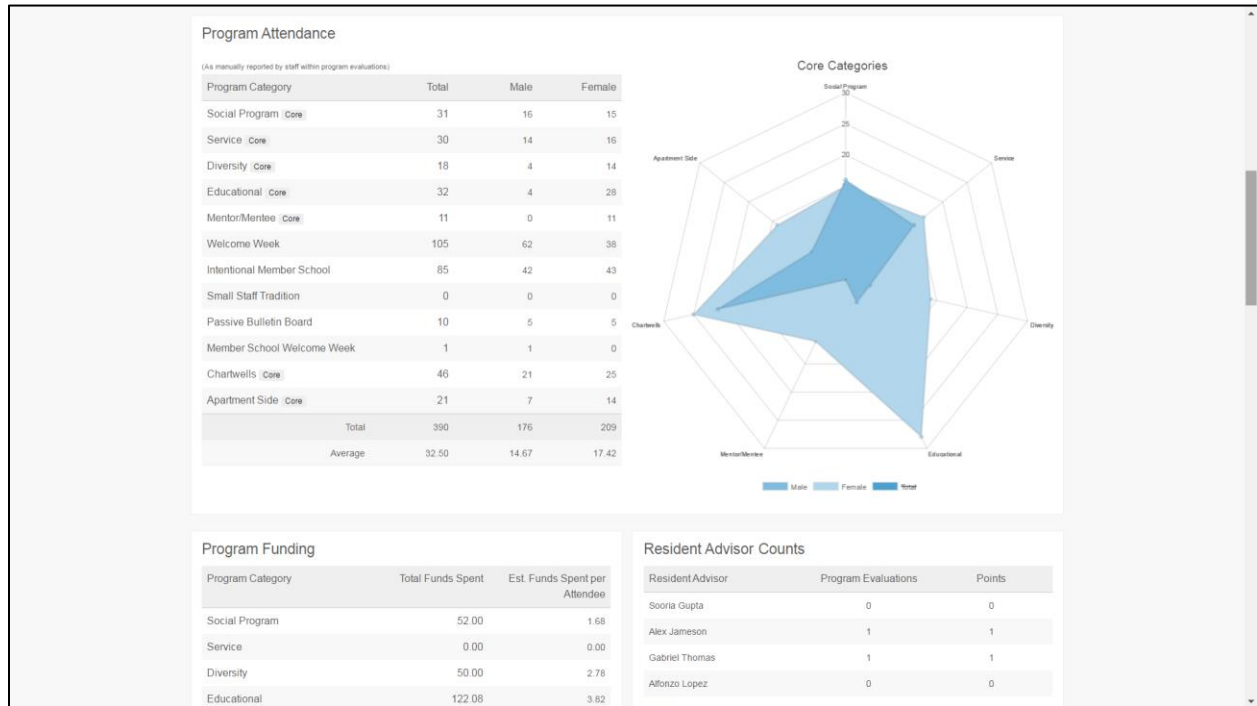 Program Attendance
(As manually reported by staff within program evaluations)
Program Category Total Male Female
Social Program Core 31 16 15
Service Core 30 14 16
Diversity Core 18 4 14
Educational Core 32 4 28
Mentor/Mentee Core 11 0 11
Welcome Week 105 62 38
Intentional Member School 85 42 43
Small Staff Tradition 0 0 0
Passive Bulletin Board 10 5 5
Member School Welcome Week 1 1 0
Chartwells Core 46 21 25
Apartment Side Core 21 7 14
Total 390 176 209
Average 32.50 14.67 17.42
Core Categories
Social Program
30
25
20
Apartment Side
Service
Chartwells
Diversity
Mentor/Mentee
Educational
Male Female Total
Program Funding
Program Category Total Funds Spent Est. Funds Spent per
Attendee
Social Program 52.00 1.68
Service 0.00 0.00
Diversity 50.00 2.78
Educational 122.08 3.82
Resident Advisor Counts
Resident Advisor Program Evaluations Points
Sooria Gupta 0 0
Alex Jameson 1 1
Gabriel Thomas 1 1
Alfonzo Lopez 0 0